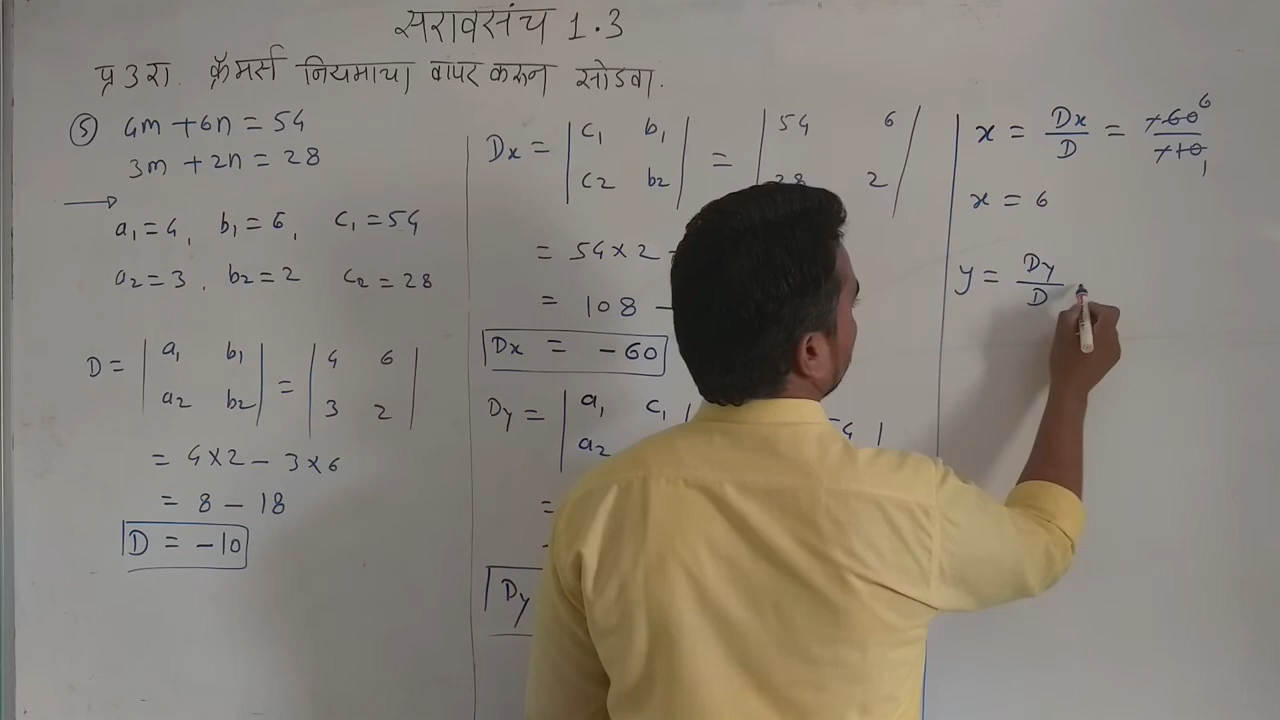 सरावसंच 1.3
प्र 3 रा. क्रॅमर्स नियमाचा वापर करून सोडवा.
⑤ 4m + 6n = 54
3m + 2n = 28
→
a₁ = 4, b₁ = 6, c₁ = 54
a₂ = 3, b₂ = 2 c₂ = 28
D = | a₁ b₁ | = | 4 6 |
| a₂ b₂ | | 3 2 |
= 4 × 2 – 3 × 6
= 8 – 18
D = –10
Dx = | c₁ b₁ | = | 54 6 |
| c₂ b₂ | | 28 2 |
= 54 × 2
= 108 –
Dx = –60
Dy = | a₁ c₁ |
| a₂
=
Dy
x = Dx/D = –60/–10 6 1
x = 6
y = Dy/D